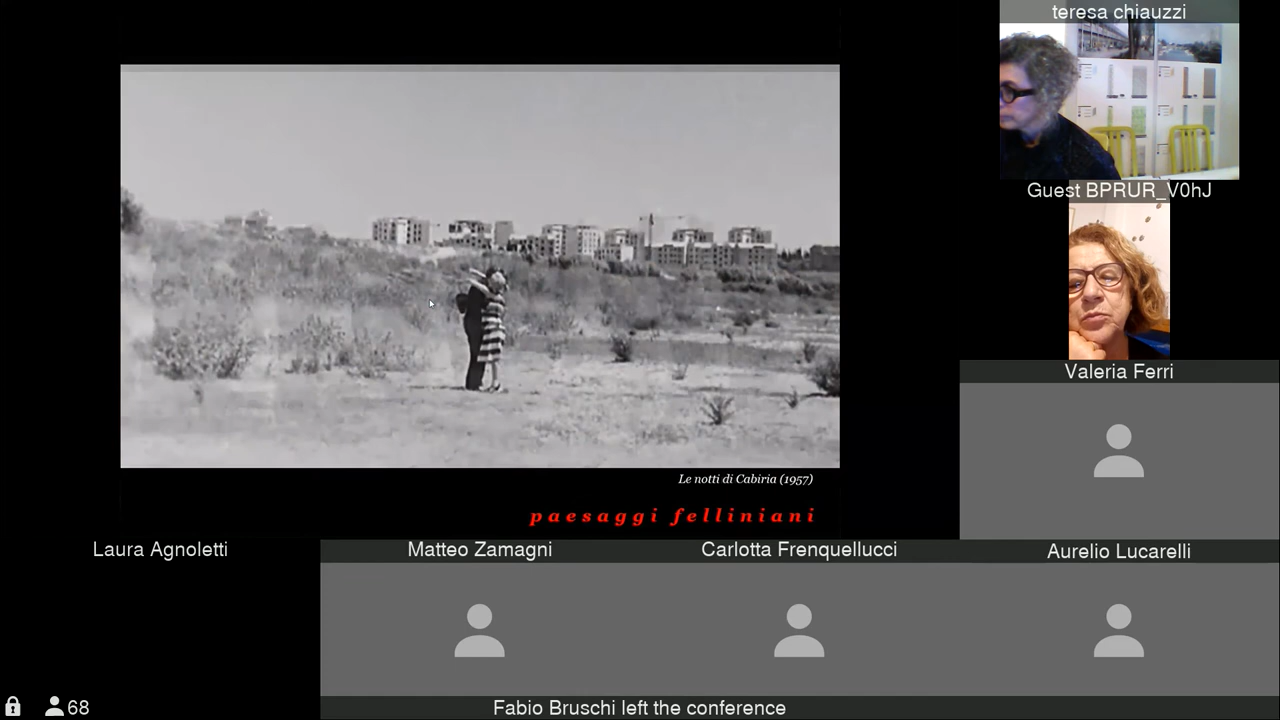 teresa chiauzzi
Guest BPRUR_V0hJ
Le notti di Cabiria (1957)
paesaggi felliniani
Valeria Ferri
Laura Agnoletti
Matteo Zamagni
Carlotta Frenquellucci
Aurelio Lucarelli
68
Fabio Bruschi left the conference